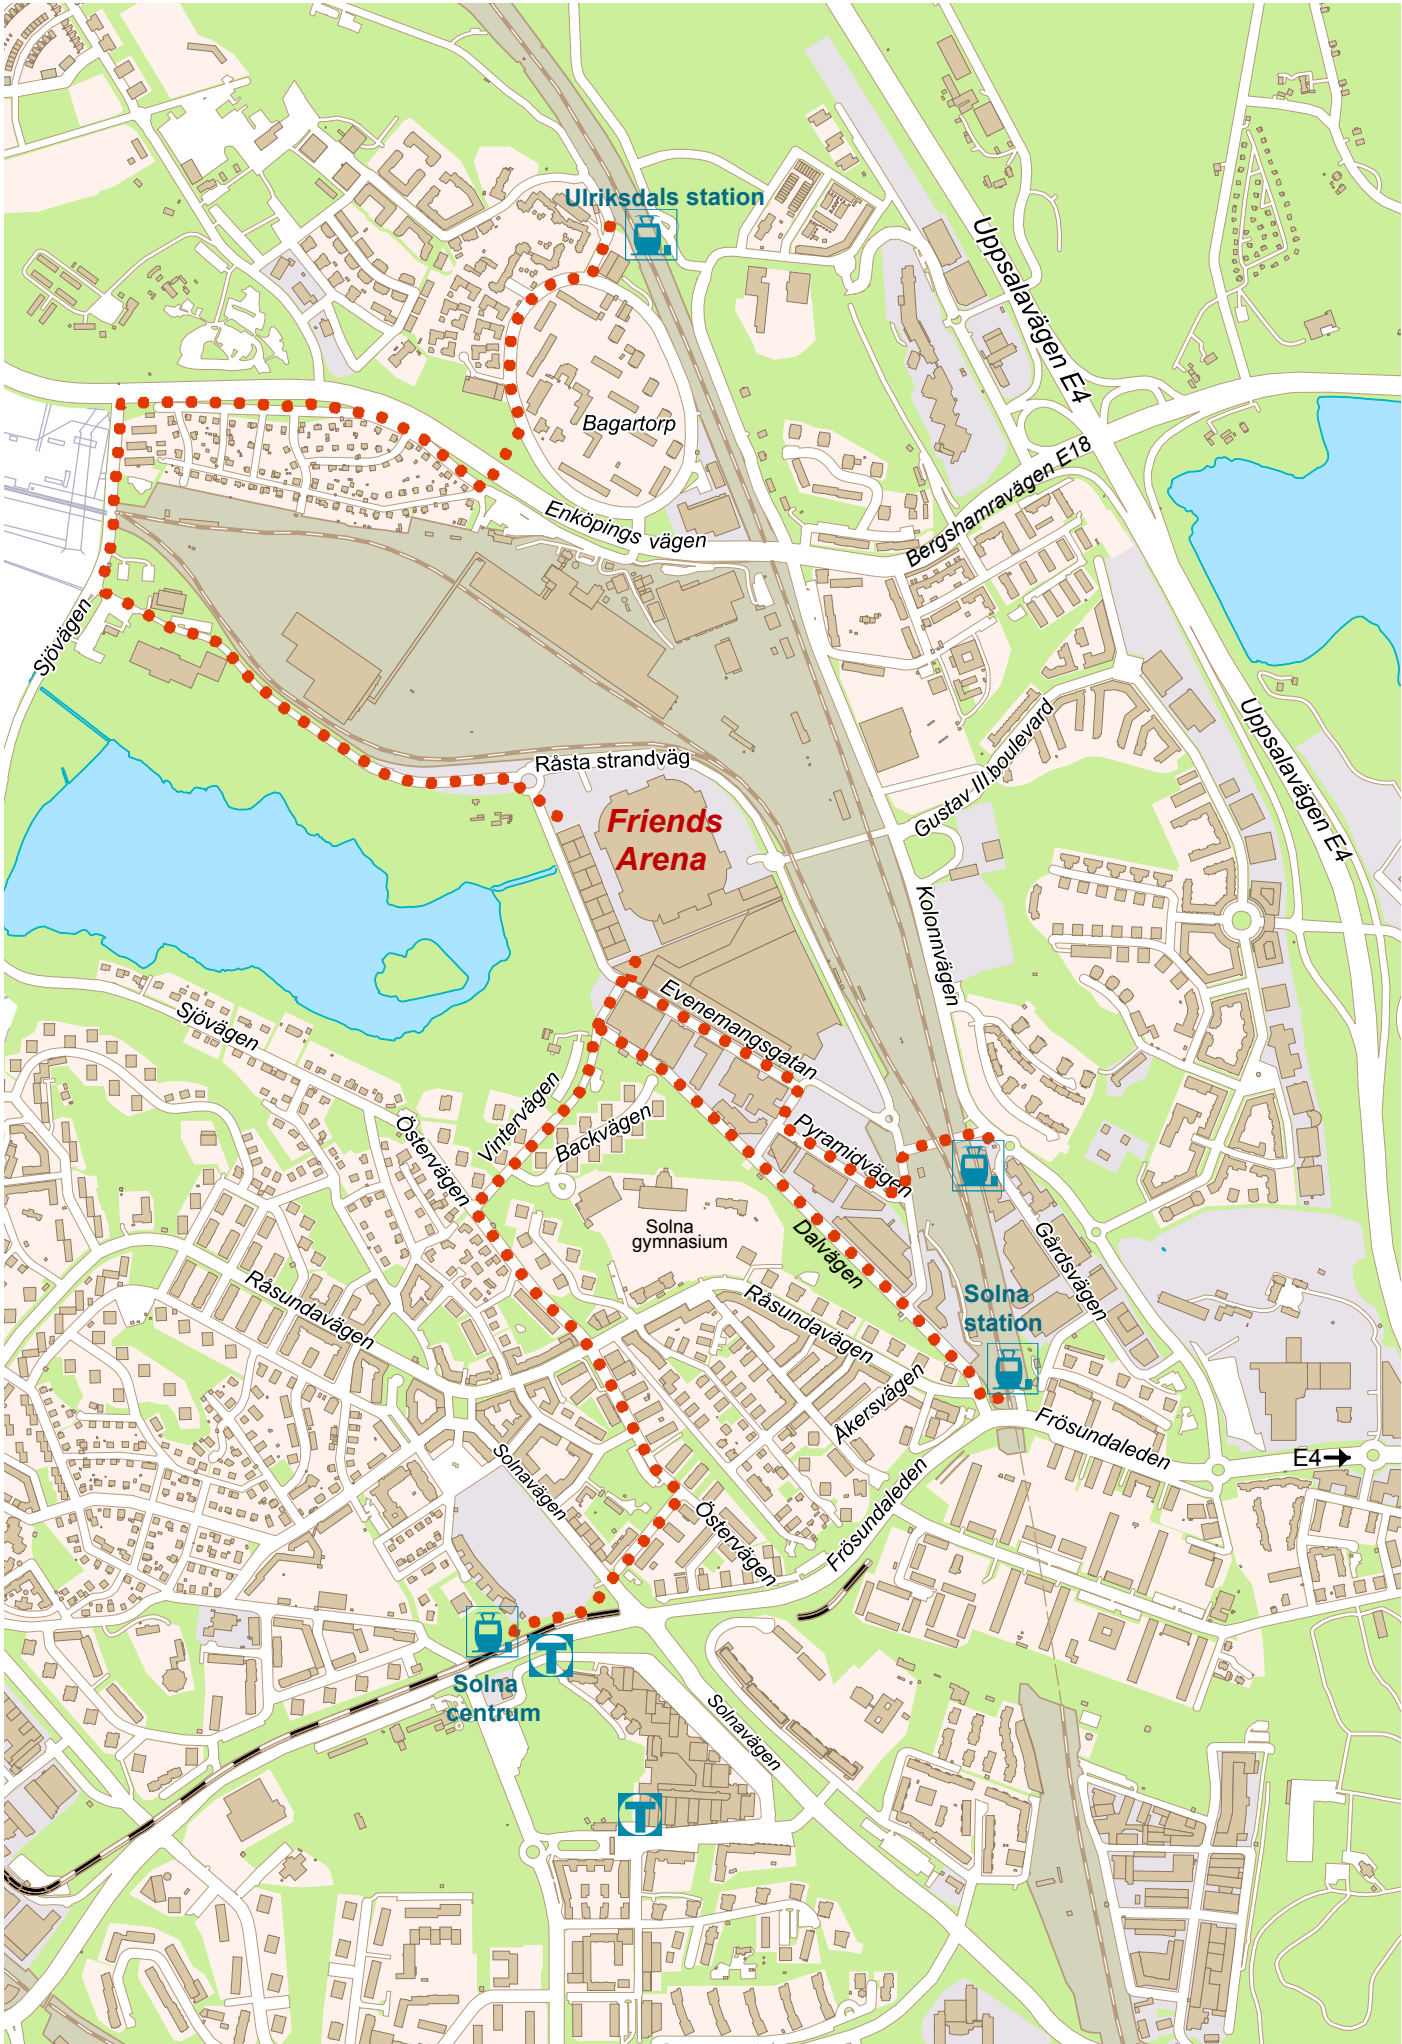 Ulriksdals station
Uppsalavägen E4
Bagartorp
Bergshamravägen E18
Enköpings vägen
Sjövägen
Uppsalavägen E4
Gustav III:boulevard
Råsta strandväg
Friends
Arena
Kolonnvägen
Evenemangsgatan
Sjövägen
Vintervägen
Backvägen
Östervägen
Pyramidvägen
Solna
gymnasium
Dalvägen
Gårdsvägen
Råsundavägen
Råsundavägen
Solna
station
Åkersvägen
Frösundaleden
E4
Solnavägen
Östervägen
Frösundaleden
T
Solna
centrum
Solnavägen
T